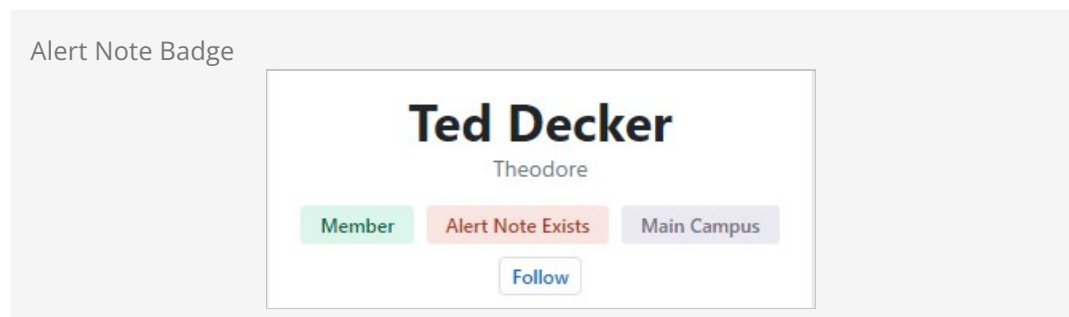 Alert Note Badge
Ted Decker
Theodore
Member Alert Note Exists Main Campus
Follow